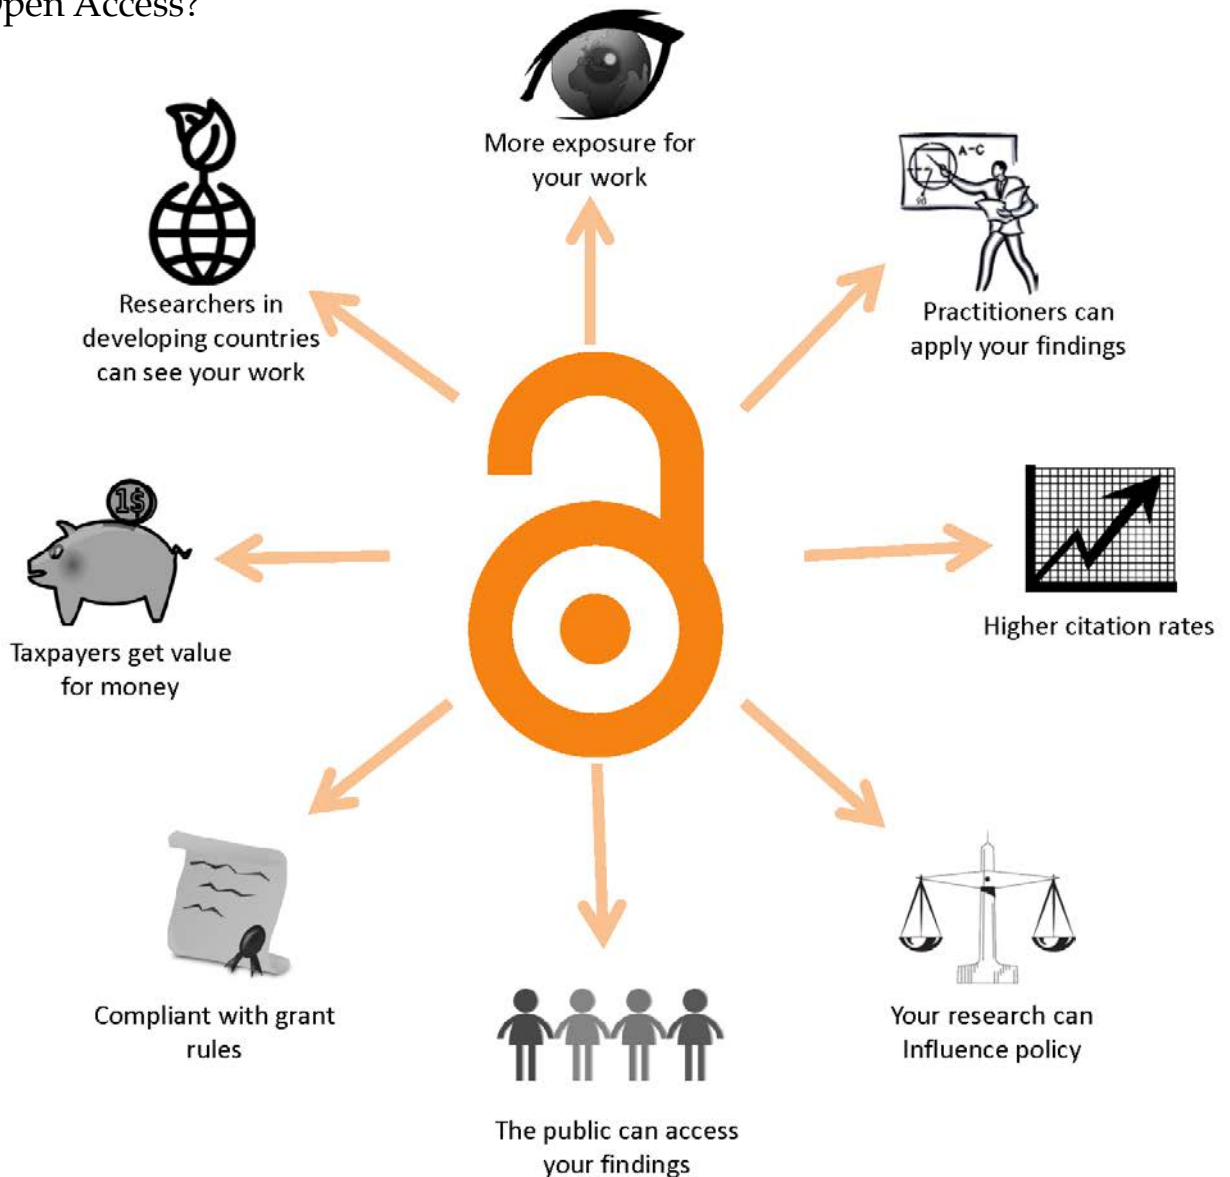 Open Access?
More exposure for
your work
A-C
Researchers in
developing countries
can see your work
Practitioners can
apply your findings
1$
Taxpayers get value
for money
Higher citation rates
Compliant with grant
rules
Your research can
Influence policy
The public can access
your findings